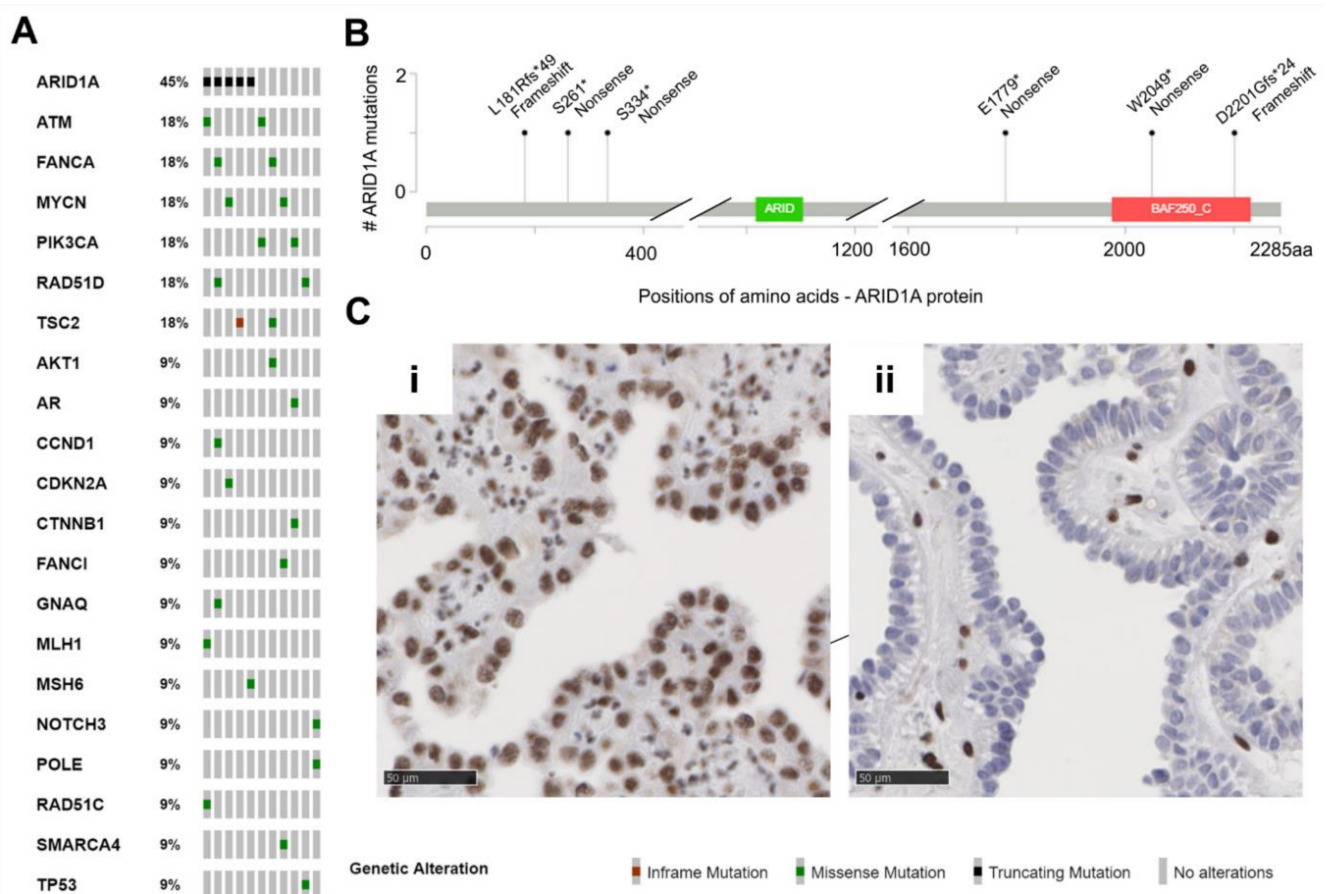 A
ARID1A 45%
ATM 18%
FANCA 18%
MYCN 18%
PIK3CA 18%
RAD51D 18%
TSC2 18%
AKT1 9%
AR 9%
CCND1 9%
CDKN2A 9%
CTNNB1 9%
FANCI 9%
GNAQ 9%
MLH1 9%
MSH6 9%
NOTCH3 9%
POLE 9%
RAD51C 9%
SMARCA4 9%
TP53 9%
B
# ARID1A mutations
2
0
L181Rfs*49
Frameshift
S261*
Nonsense
S334*
Nonsense
E1779*
Nonsense
W2049*
Nonsense
D2201Gfs*24
Frameshift
ARID
BAF250_C
0 400 1200 1600 2000 2285aa
Positions of amino acids - ARID1A protein
C
i
50 µm
ii
50 µm
Genetic Alteration
Inframe Mutation Missense Mutation Truncating Mutation No alterations